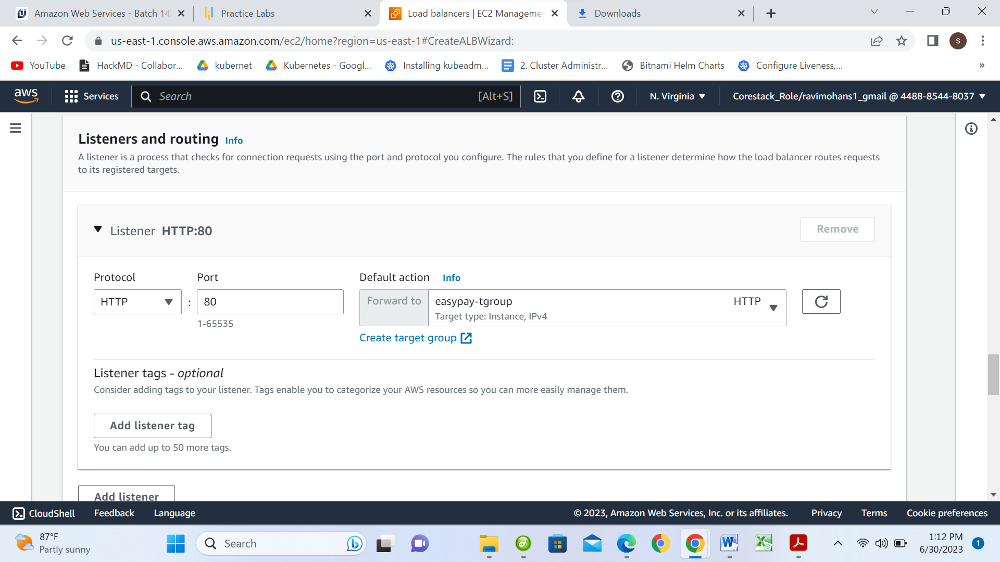 Amazon Web Services - Batch 14
Practice Labs
Load balancers | EC2 Managemen
Downloads
us-east-1.console.aws.amazon.com/ec2/home?region=us-east-1#CreateALBWizard:
S
YouTube
HackMD - Collabor...
kubernet
Kubernetes - Googl...
Installing kubeadm...
2. Cluster Administr...
Bitnami Helm Charts
Configure Liveness,...
»
aws
Services
Search
[Alt+S]
N. Virginia
Corestack_Role/ravimohans1_gmail @ 4488-8544-8037
Listeners and routing Info
A listener is a process that checks for connection requests using the port and protocol you configure. The rules that you define for a listener determine how the load balancer routes requests
to its registered targets.
Listener HTTP:80
Remove
Protocol
Port
Default action
Info
HTTP
:
80
1-65535
Forward to
easypay-tgroup
HTTP
Target type: Instance, IPv4
Create target group
Listener tags - optional
Consider adding tags to your listener. Tags enable you to categorize your AWS resources so you can more easily manage them.
Add listener tag
You can add up to 50 more tags.
Add listener
CloudShell
Feedback
Language
© 2023, Amazon Web Services, Inc. or its affiliates.
Privacy
Terms
Cookie preferences
87°F
Partly sunny
Search
1:12 PM
6/30/2023
1